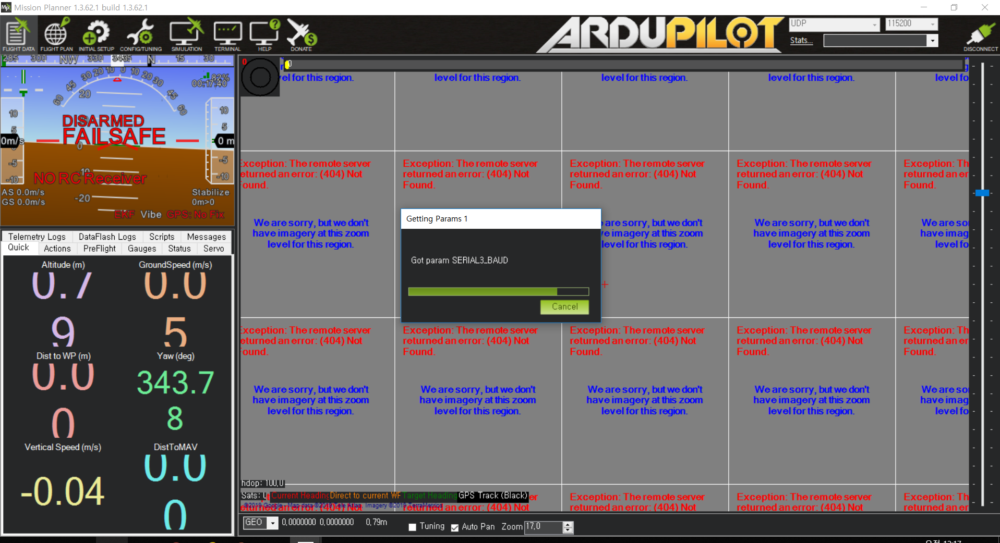 Mission Planner 1.3.62.1 build 1.3.62.1
FLIGHT DATA
FLIGHT PLAN
INITIAL SETUP
CONFIG/TUNING
SIMULATION
TERMINAL
HELP
DONATE
ARDUPILOT
UDP
115200
Stats...
DISCONNECT
285 300 NW 330 343.5 N 15 30
82%
00:17:40
60 45 30 20 10 0 10 20 30 45 60
20
DISARMED
FAILSAFE
10
5
0m/s
-5
-10
10
5
0 m
-5
-10
0
-10
NO RC Receiver
AS 0.0m/s
GS 0.0m/s
-20
Stabilize
0m>0
EKF Vibe GPS: No Fix
Telemetry Logs DataFlash Logs Scripts Messages
Quick Actions PreFlight Gauges Status Servo
Altitude (m)
0.7
9
GroundSpeed (m/s)
0.0
5
Dist to WP (m)
0.0
0
Yaw (deg)
343.7
8
Vertical Speed (m/s)
-0.04
DistToMAV
0.0
0
0
0
level for this region.
level for this region.
level for this region.
level for this region.
level fo
Exception: The remote server
returned an error: (404) Not
Found.
Exception: The remote server
returned an error: (404) Not
Found.
Exception: The remote server
returned an error: (404) Not
Found.
Exception: The remote server
returned an error: (404) Not
Found.
Exception: Th
returned an er
Found.
We are sorry, but we don't
have imagery at this zoom
level for this region.
Getting Params 1
Got param SERIAL3_BAUD
Cancel
are sorry, but we don't
ve imagery at this zoom
level for this region.
We are sorry, but we don't
have imagery at this zoom
level for this region.
We are so
have imag
level fo
Exception: The remote server
returned an error: (404) Not
Found.
Exception: The remote server
returned an error: (404) Not
Found.
Exception: The remote server
returned an error: (404) Not
Found.
Exception: The remote server
returned an error: (404) Not
Found.
Exception: Th
returned an er
Found.
We are sorry, but we don't
have imagery at this zoom
level for this region.
We are sorry, but we don't
have imagery at this zoom
level for this region.
We are sorry, but we don't
have imagery at this zoom
level for this region.
We are sorry, but we don't
have imagery at this zoom
level for this region.
We are so
have imag
level fo
hdop: 100,0
Sats: 0
Current Heading Direct to current WP Target Heading GPS Track (Black)
©2019 Google - Map data ©2019 Tele Atlas, Imagery ©2019 TerraMetrics
returned an error: (404) Not
Exception: The remote server
returned an error: (404) Not
Exception: The remote server
returned an error: (404) Not
Exception: Th
returned an er
GEO 0,0000000 0,0000000 0,79m
Tuning
Auto Pan
Zoom 17,0